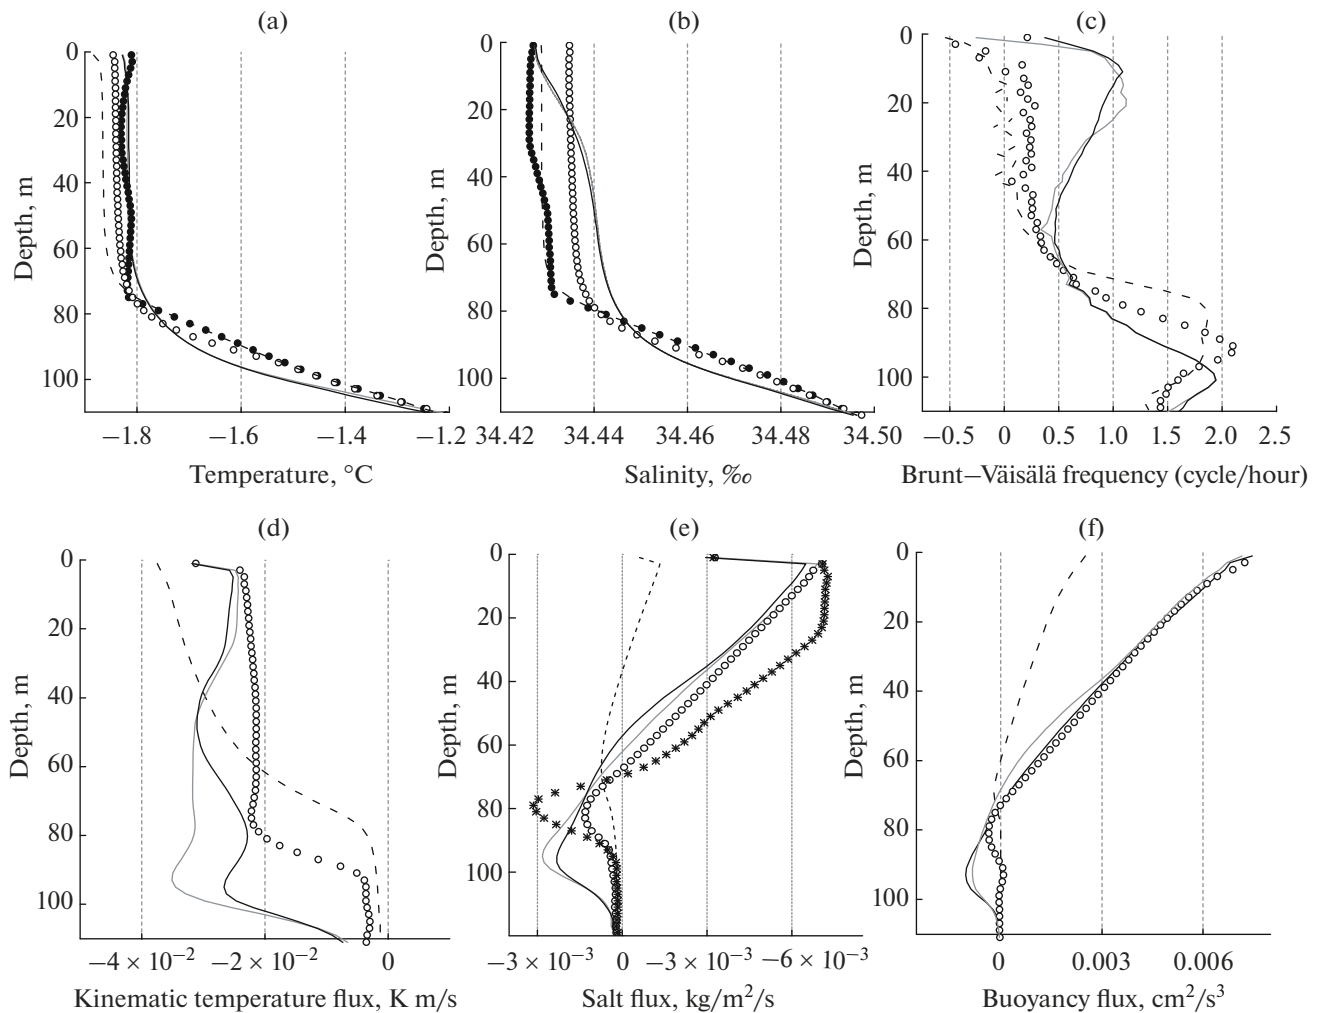 (a)
(b)
(c)
0
20
40
60
80
100
Depth, m
−1.8
−1.6
−1.4
−1.2
Temperature, °C
0
20
40
60
80
100
Depth, m
34.42
34.44
34.46
34.48
34.50
Salinity, ‰
0
20
40
60
80
100
Depth, m
−0.5
0
0.5
1.0
1.5
2.0
2.5
Brunt−Väisälä frequency (cycle/hour)
(d)
(e)
(f)
0
20
40
60
80
100
Depth, m
−4 × 10⁻²
−2 × 10⁻²
0
Kinematic temperature flux, K m/s
0
20
40
60
80
100
Depth, m
−3 × 10⁻³
0
−3 × 10⁻³
−6 × 10⁻³
Salt flux, kg/m²/s
0
20
40
60
80
100
Depth, m
0
0.003
0.006
Buoyancy flux, cm²/s³